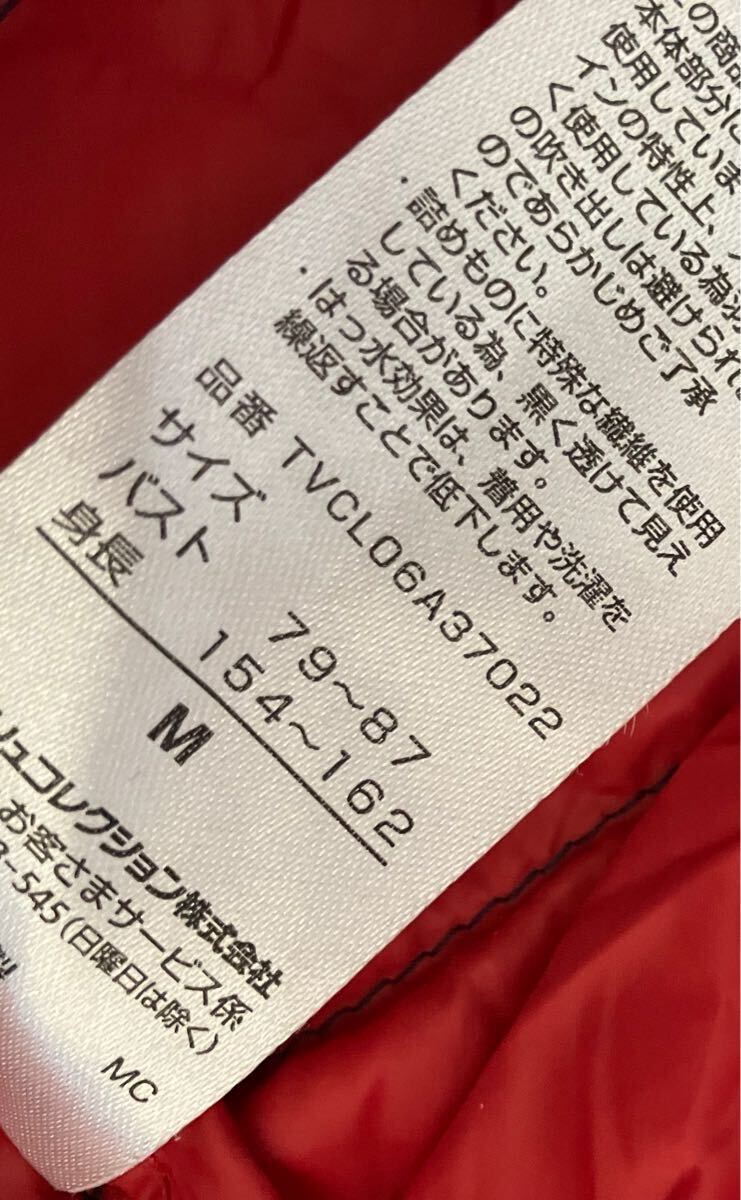 の商品
本体部分に
使用していま
インの特性上、
く使用している為羽
の吹き出しは避けられ
のであらかじめご了承
ください。
・詰めものに特殊な繊維を使用
している為、黒く透けて見え
る場合があります。
・はっ水効果は、着用や洗濯を
繰返すことで低下します。
品番 TVCL06A37022
サイズ
バスト 79～87
身長 154～162
M
ュコレクション株式会社
お客さまサービス係
-545(日曜日は除く)
MC